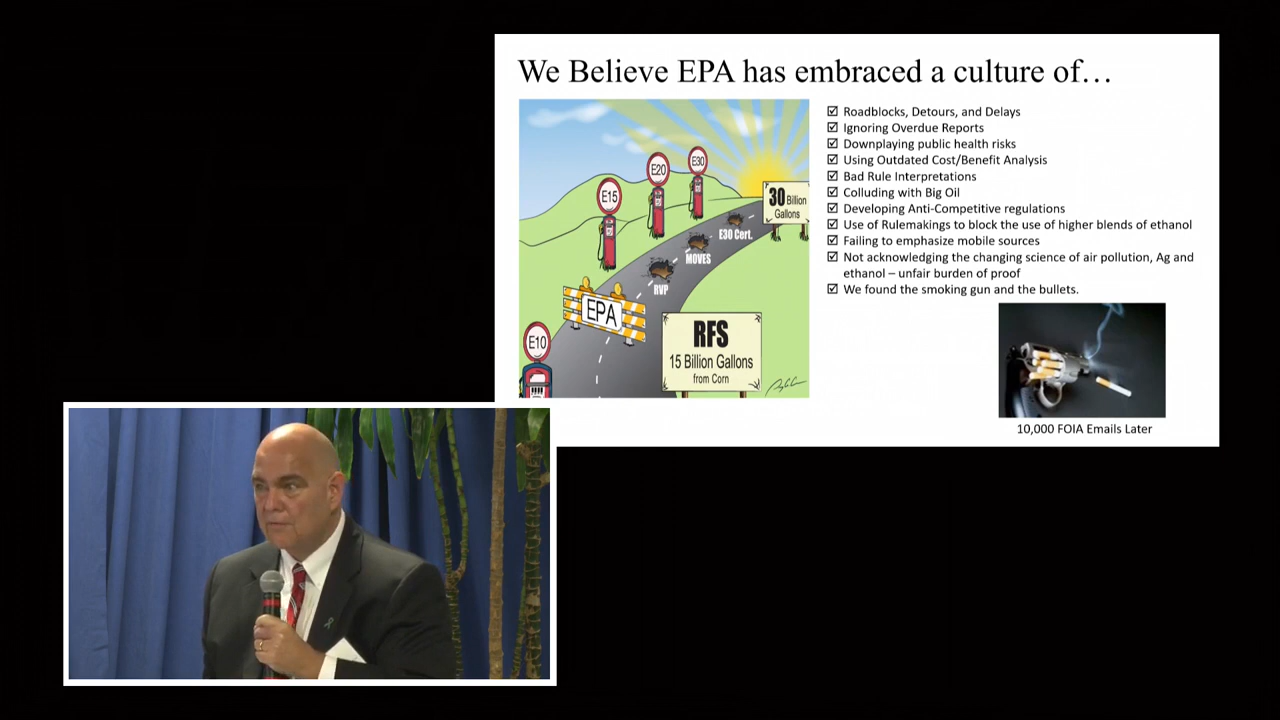 We Believe EPA has embraced a culture of…
☑ Roadblocks, Detours, and Delays
☑ Ignoring Overdue Reports
☑ Downplaying public health risks
☑ Using Outdated Cost/Benefit Analysis
☑ Bad Rule Interpretations
☑ Colluding with Big Oil
☑ Developing Anti-Competitive regulations
☑ Use of Rulemakings to block the use of higher blends of ethanol
☑ Failing to emphasize mobile sources
☑ Not acknowledging the changing science of air pollution, Ag and
ethanol – unfair burden of proof
☑ We found the smoking gun and the bullets.
E30
E20
E15
30 Billion
Gallons
E30 Cert.
MOVES
RVP
EPA
E10
RFS
15 Billion Gallons
from Corn
10,000 FOIA Emails Later